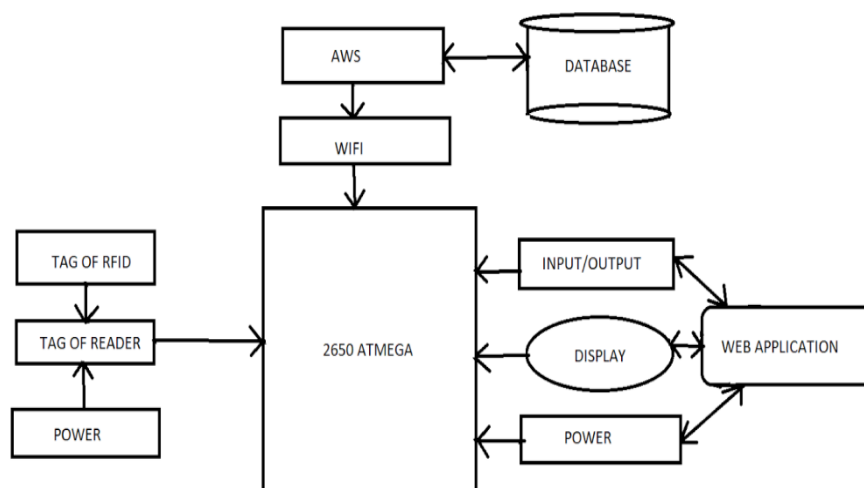 AWS
DATABASE
WIFI
TAG OF RFID
INPUT/OUTPUT
TAG OF READER
2650 ATMEGA
DISPLAY
WEB APPLICATION
POWER
POWER